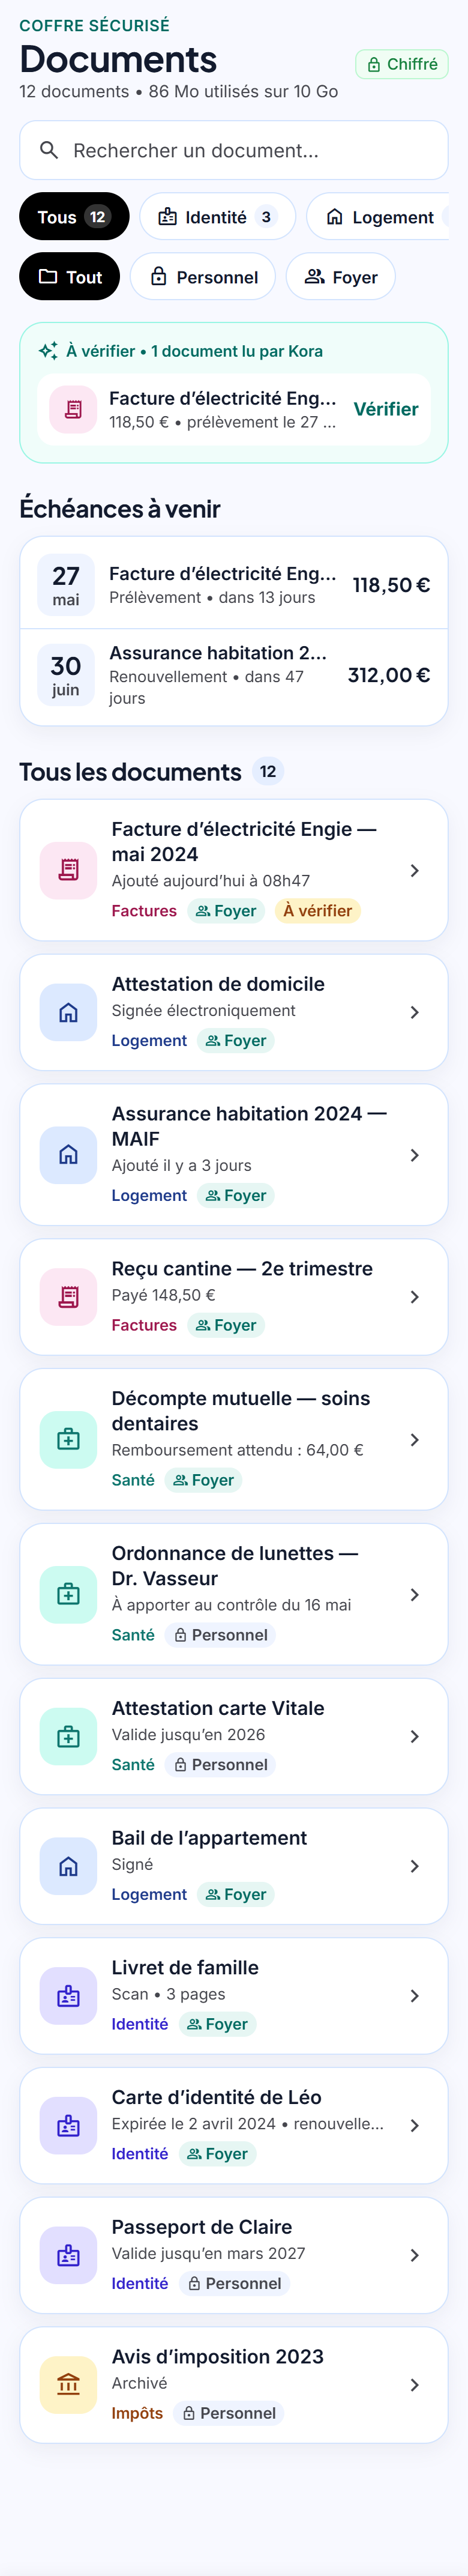 COFFRE SÉCURISÉ
Documents
Chiffré
12 documents • 86 Mo utilisés sur 10 Go
Rechercher un document...
Tous 12 Identité 3 Logement
Tout Personnel Foyer
À vérifier • 1 document lu par Kora
Facture d’électricité Eng...
118,50 € • prélèvement le 27 ...
Vérifier
Échéances à venir
27 mai
Facture d’électricité Eng...
Prélèvement • dans 13 jours
118,50 €
30 juin
Assurance habitation 2...
Renouvellement • dans 47
jours
312,00 €
Tous les documents 12
Facture d’électricité Engie —
mai 2024
Ajouté aujourd’hui à 08h47
Factures Foyer À vérifier
Attestation de domicile
Signée électroniquement
Logement Foyer
Assurance habitation 2024 —
MAIF
Ajouté il y a 3 jours
Logement Foyer
Reçu cantine — 2e trimestre
Payé 148,50 €
Factures Foyer
Décompte mutuelle — soins
dentaires
Remboursement attendu : 64,00 €
Santé Foyer
Ordonnance de lunettes —
Dr. Vasseur
À apporter au contrôle du 16 mai
Santé Personnel
Attestation carte Vitale
Valide jusqu’en 2026
Santé Personnel
Bail de l’appartement
Signé
Logement Foyer
Livret de famille
Scan • 3 pages
Identité Foyer
Carte d’identité de Léo
Expirée le 2 avril 2024 • renouvelle...
Identité Foyer
Passeport de Claire
Valide jusqu’en mars 2027
Identité Personnel
Avis d’imposition 2023
Archivé
Impôts Personnel